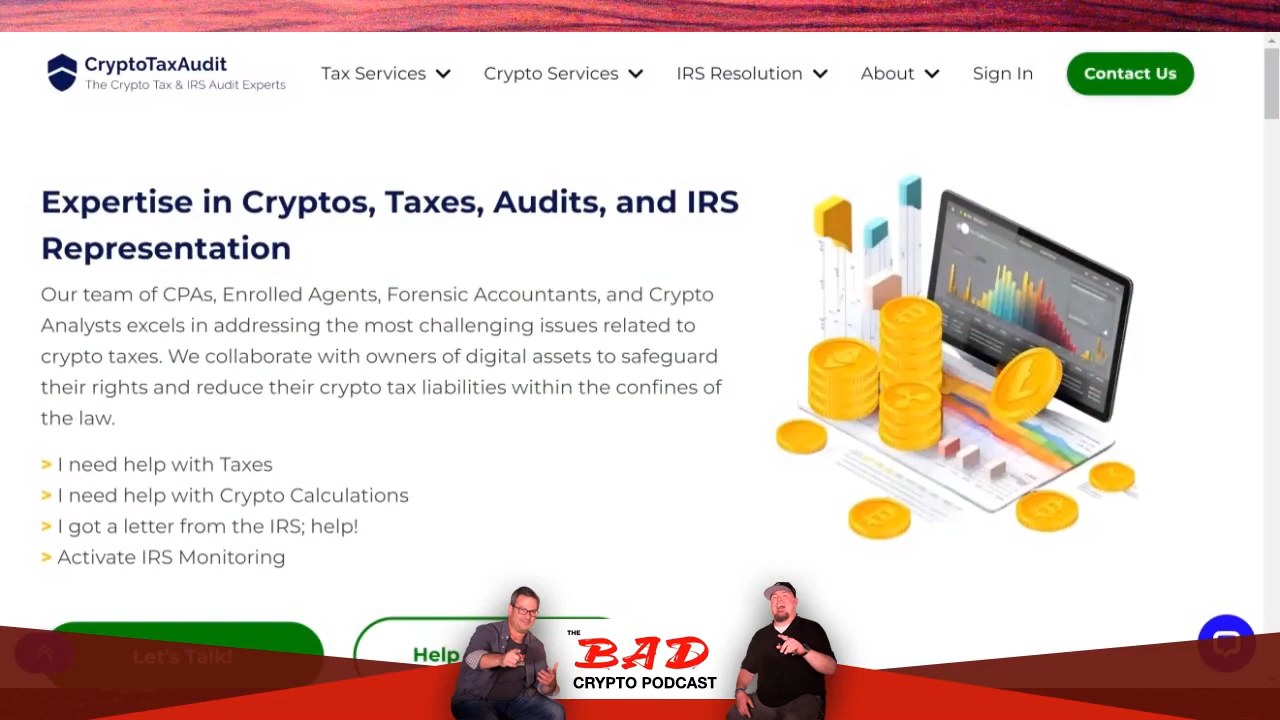 CryptoTaxAudit
The Crypto Tax & IRS Audit Experts
Tax Services
Crypto Services
IRS Resolution
About
Sign In
Contact Us
Expertise in Cryptos, Taxes, Audits, and IRS
Representation
Our team of CPAs, Enrolled Agents, Forensic Accountants, and Crypto
Analysts excels in addressing the most challenging issues related to
crypto taxes. We collaborate with owners of digital assets to safeguard
their rights and reduce their crypto tax liabilities within the confines of
the law.
> I need help with Taxes
> I need help with Crypto Calculations
> I got a letter from the IRS; help!
> Activate IRS Monitoring
Let's Talk!
Help
THE
BAD
CRYPTO PODCAST